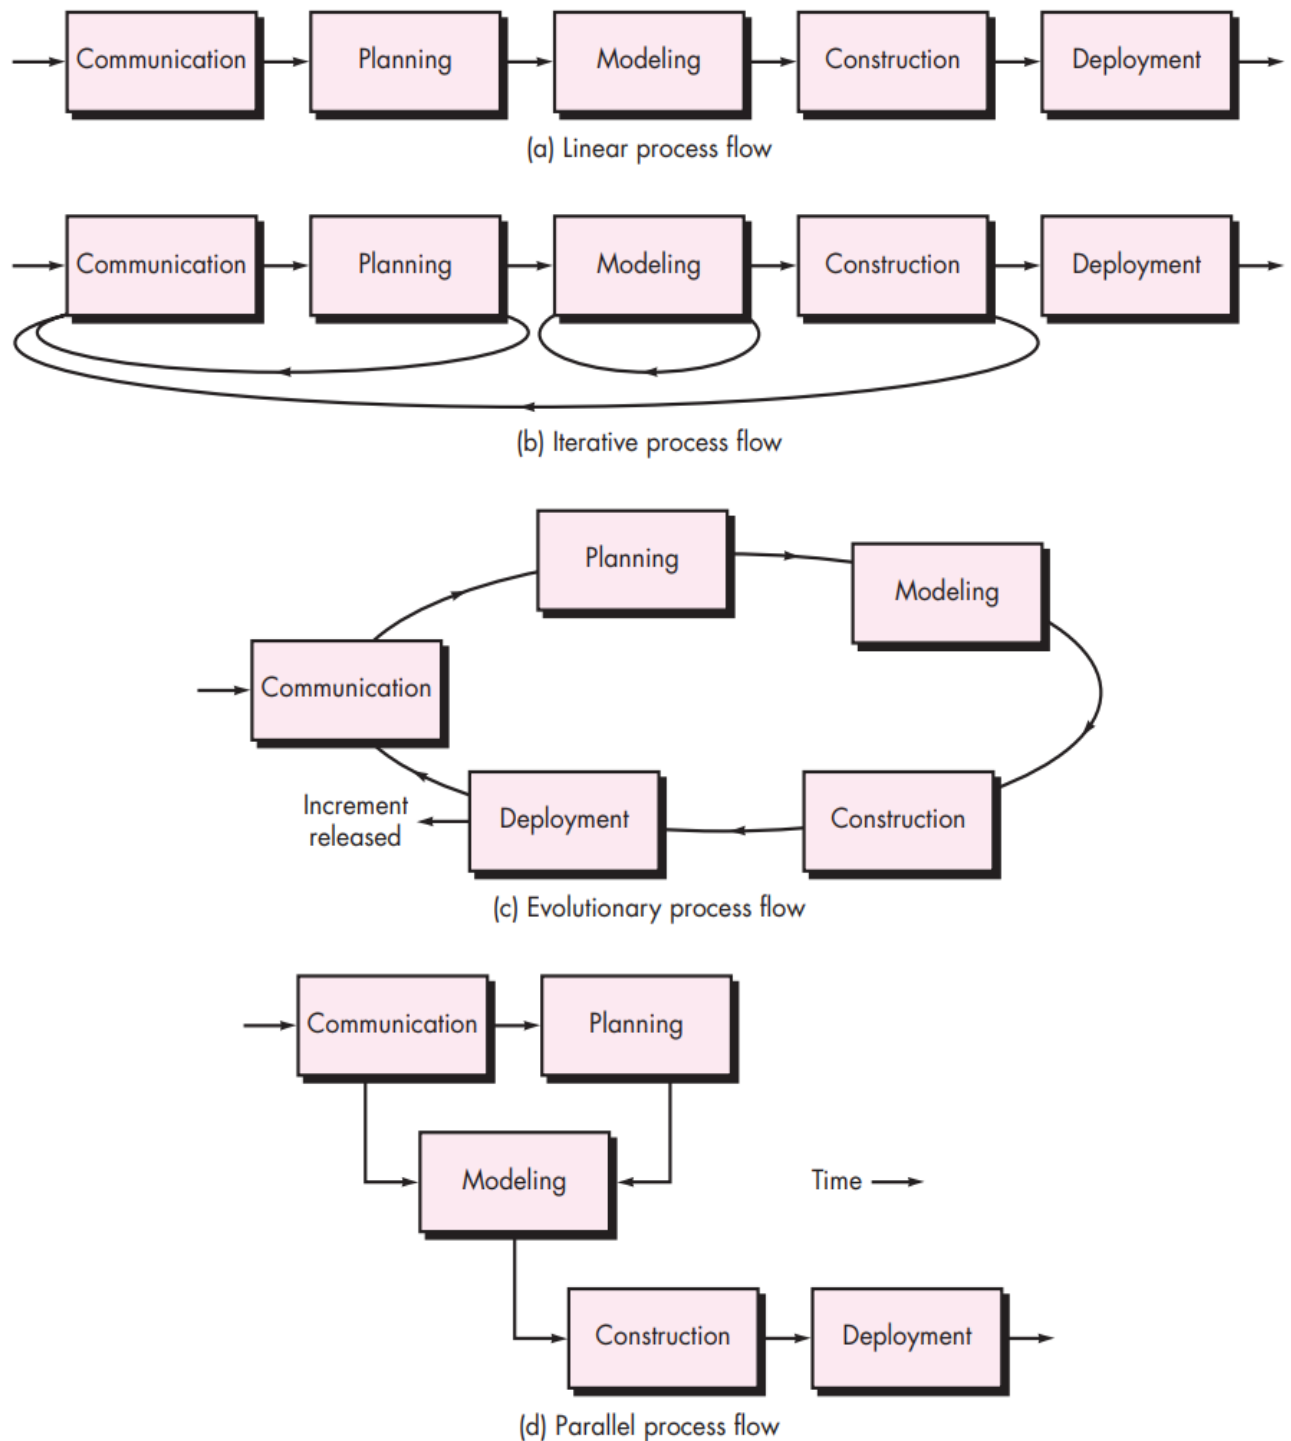 Communication
Planning
Modeling
Construction
Deployment
(a) Linear process flow
Communication
Planning
Modeling
Construction
Deployment
(b) Iterative process flow
Planning
Modeling
Communication
Increment
released
Deployment
Construction
(c) Evolutionary process flow
Communication
Planning
Modeling
Time
Construction
Deployment
(d) Parallel process flow